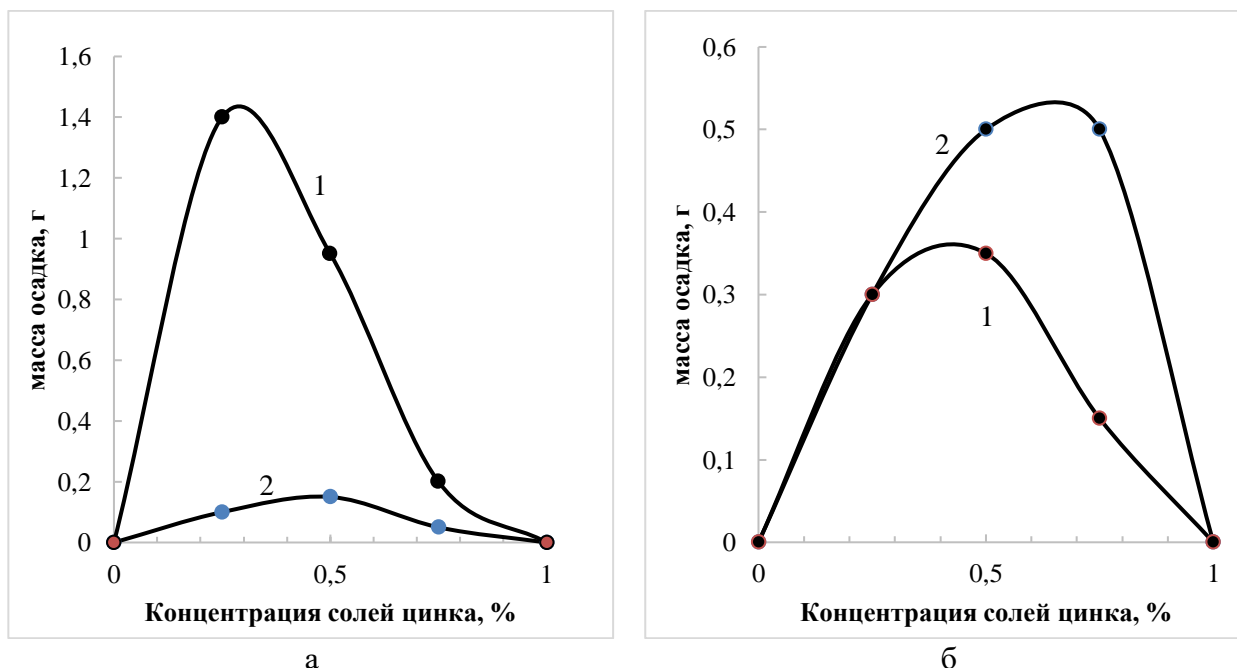 1,6
1,4
1,2
1
0,8
0,6
0,4
0,2
0
масса осадка, г
1
2
0 0,5 1
Концентрация солей цинка, %
а
0,6
0,5
0,4
0,3
0,2
0,1
0
масса осадка, г
2
1
0 0,5 1
Концентрация солей цинка, %
б